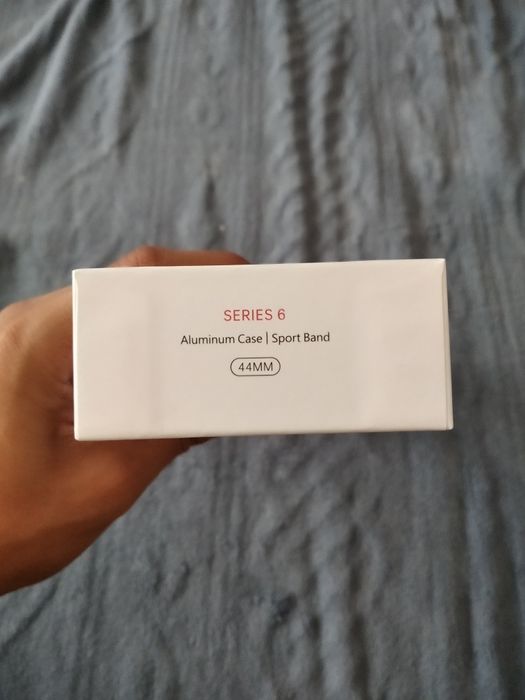 SERIES 6
Aluminum Case | Sport Band
44MM